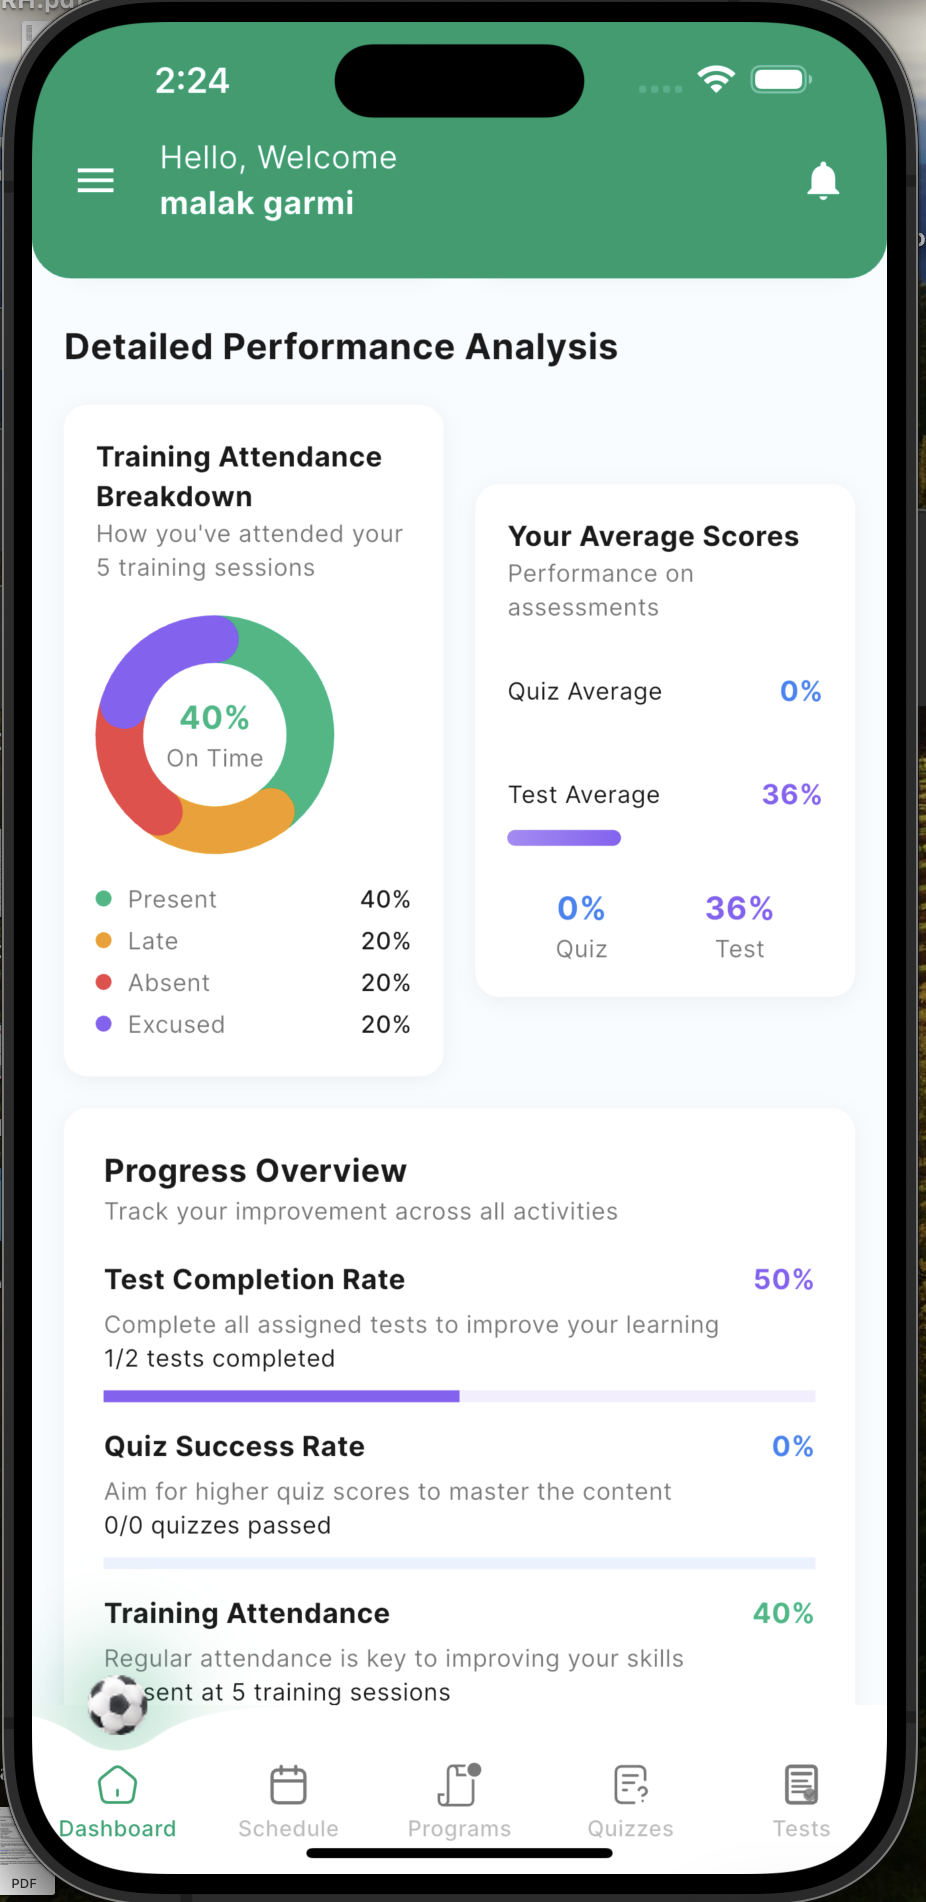 2:24
Hello, Welcome
malak garmi
Detailed Performance Analysis
Training Attendance
Breakdown
How you've attended your
5 training sessions
40%
On Time
Present 40%
Late 20%
Absent 20%
Excused 20%
Your Average Scores
Performance on
assessments
Quiz Average 0%
Test Average 36%
0% 36%
Quiz Test
Progress Overview
Track your improvement across all activities
Test Completion Rate 50%
Complete all assigned tests to improve your learning
1/2 tests completed
Quiz Success Rate 0%
Aim for higher quiz scores to master the content
0/0 quizzes passed
Training Attendance 40%
Regular attendance is key to improving your skills
sent at 5 training sessions
Dashboard Schedule Programs Quizzes Tests
PDF